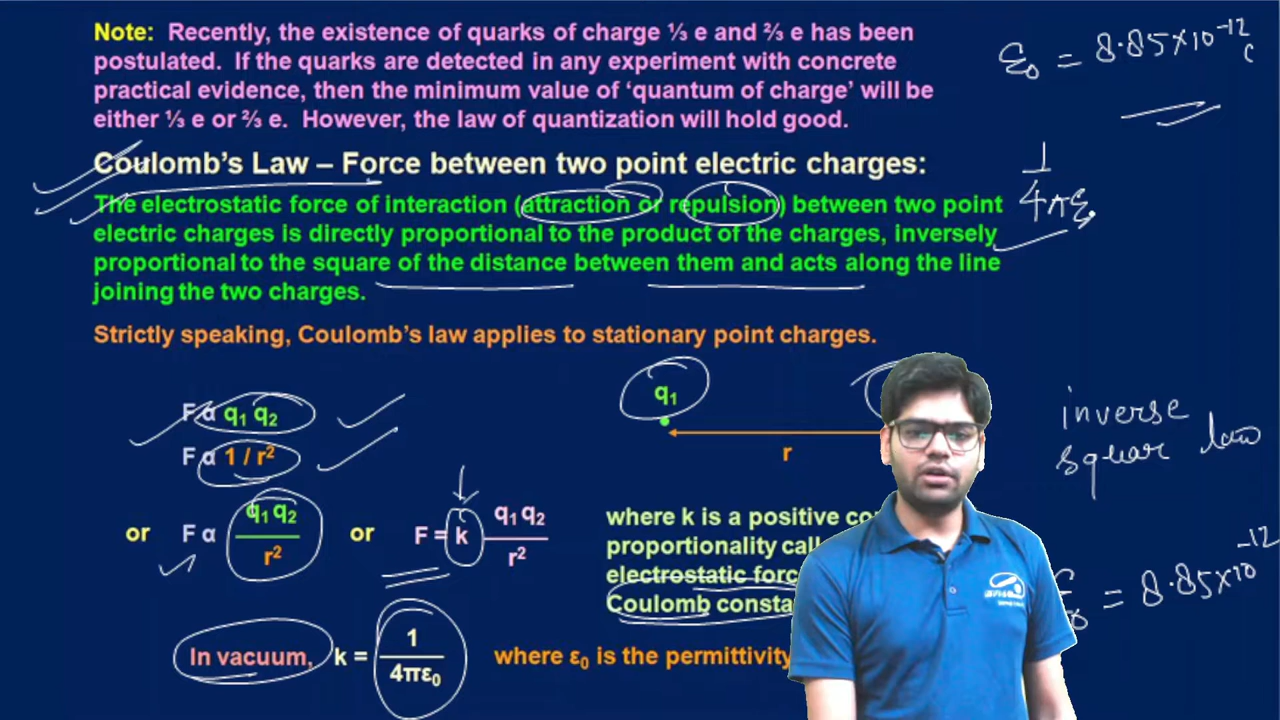 Note: Recently, the existence of quarks of charge ⅓ e and ⅔ e has been
postulated. If the quarks are detected in any experiment with concrete
practical evidence, then the minimum value of ‘quantum of charge’ will be
either ⅓ e or ⅔ e. However, the law of quantization will hold good.
ε₀ = 8.85×10⁻¹² C
Coulomb’s Law – Force between two point electric charges:
1
4πε₀
The electrostatic force of interaction (attraction or repulsion) between two point
electric charges is directly proportional to the product of the charges, inversely
proportional to the square of the distance between them and acts along the line
joining the two charges.
Strictly speaking, Coulomb’s law applies to stationary point charges.
F α q₁ q₂
F α 1 / r²
or F α q₁ q₂ / r² or F = k q₁ q₂ / r²
q₁
r
inverse
square law
where k is a positive
proportionality
electrostatic
Coulomb
ε₀ = 8.85×10⁻¹²
In vacuum, k = 1 / 4πε₀ where ε₀ is the permittivity